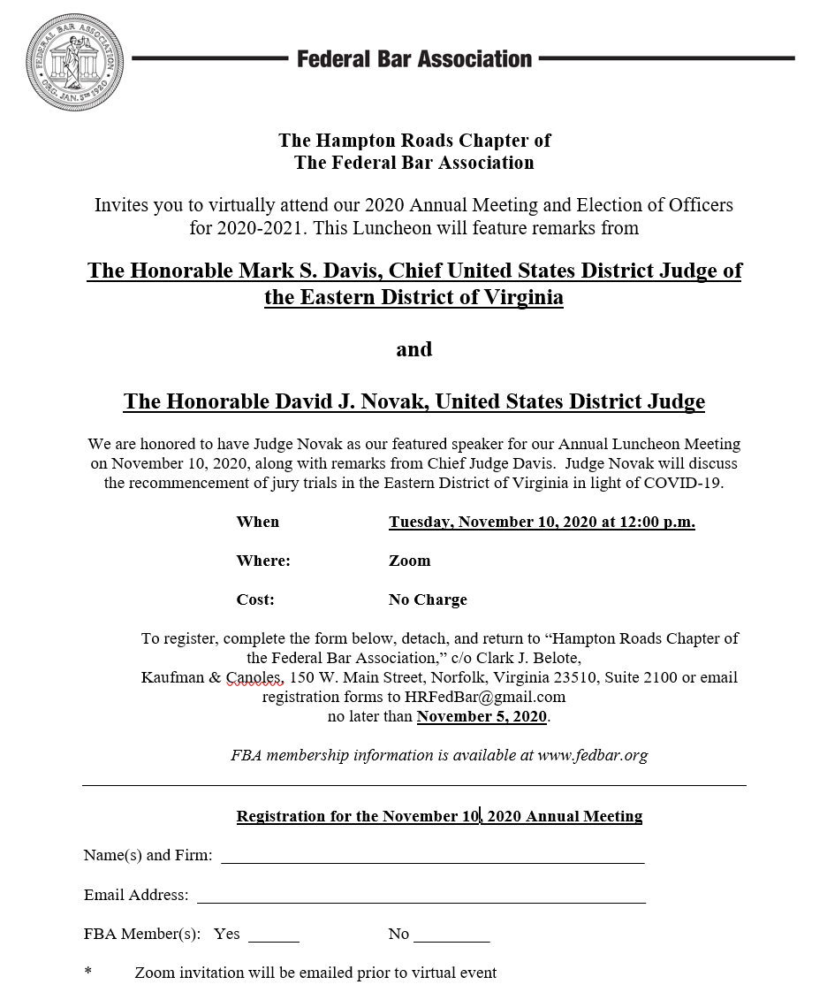 FEDERAL BAR ASSOCIATION
ORG. JAN. 5TH 1920
Federal Bar Association
The Hampton Roads Chapter of
The Federal Bar Association
Invites you to virtually attend our 2020 Annual Meeting and Election of Officers
for 2020-2021. This Luncheon will feature remarks from
The Honorable Mark S. Davis, Chief United States District Judge of
the Eastern District of Virginia
and
The Honorable David J. Novak, United States District Judge
We are honored to have Judge Novak as our featured speaker for our Annual Luncheon Meeting
on November 10, 2020, along with remarks from Chief Judge Davis.  Judge Novak will discuss
the recommencement of jury trials in the Eastern District of Virginia in light of COVID-19.
When Tuesday, November 10, 2020 at 12:00 p.m.
Where: Zoom
Cost: No Charge
To register, complete the form below, detach, and return to “Hampton Roads Chapter of
the Federal Bar Association,” c/o Clark J. Belote,
Kaufman & Canoles, 150 W. Main Street, Norfolk, Virginia 23510, Suite 2100 or email
registration forms to HRFedBar@gmail.com
no later than November 5, 2020.
FBA membership information is available at www.fedbar.org
Registration for the November 10, 2020 Annual Meeting
Name(s) and Firm: ____________________
Email Address: ____________________
FBA Member(s): Yes ______ No _________
* Zoom invitation will be emailed prior to virtual event